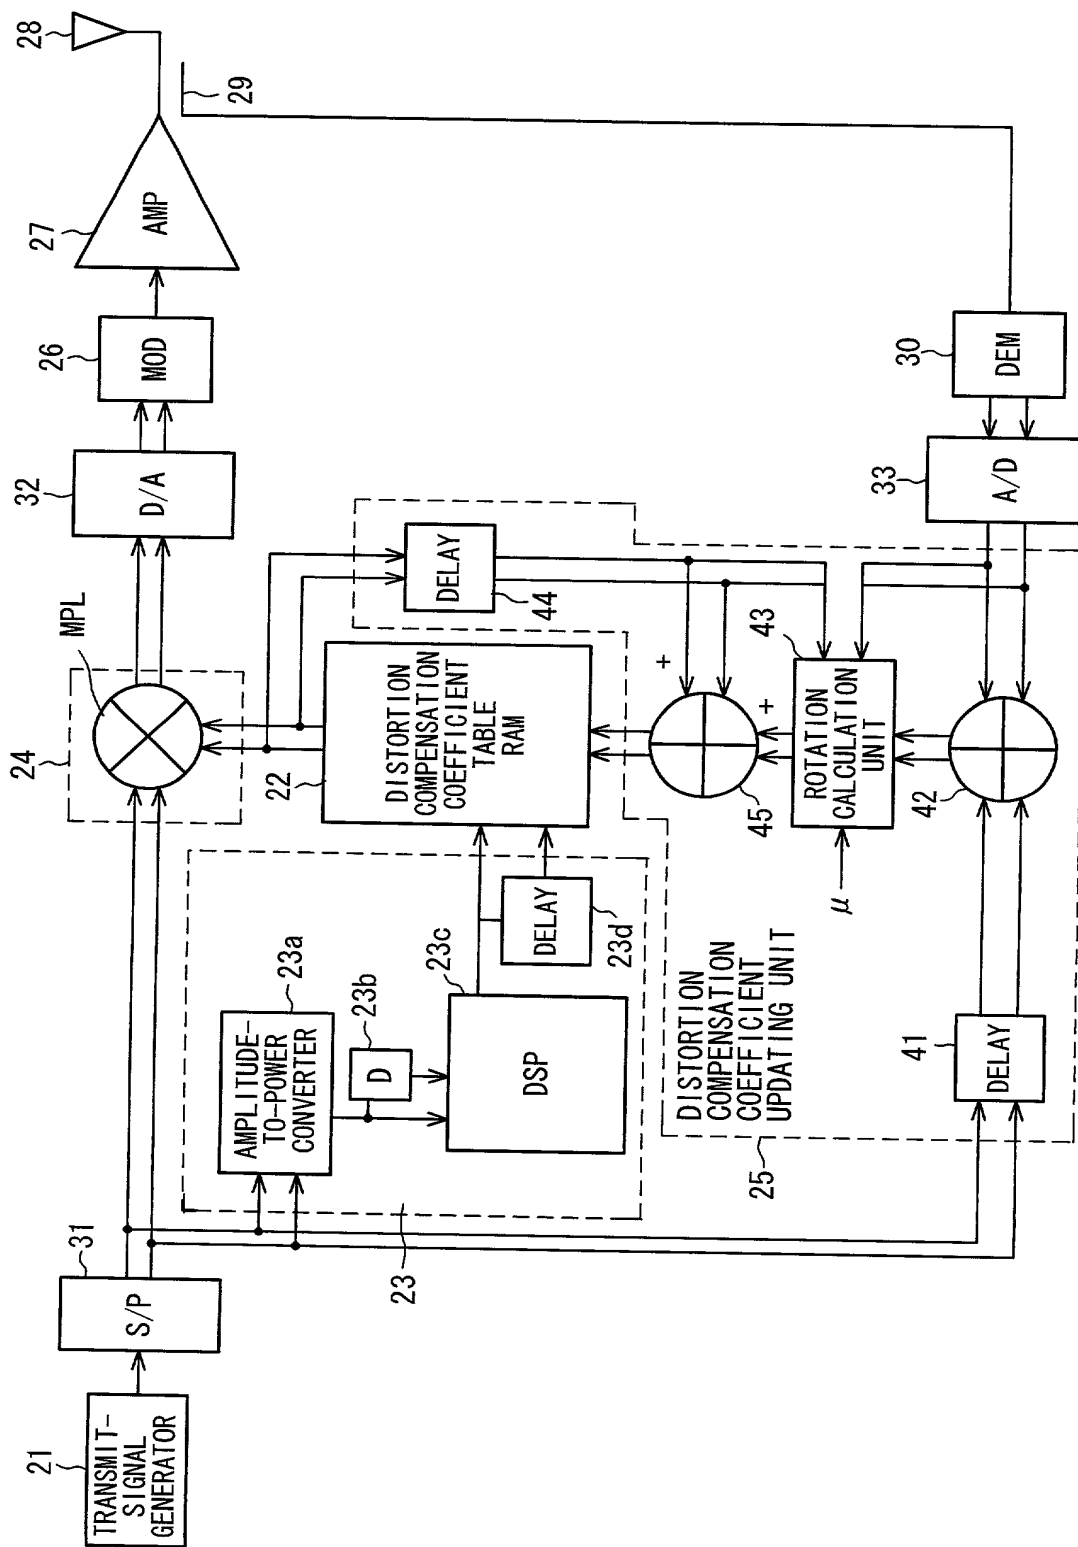 21
TRANSMIT-
SIGNAL
GENERATOR
31
S/P
24
MPL
32
D/A
26
MOD
27
AMP
28
29
23
23a
AMPLITUDE-
TO-POWER
CONVERTER
23b
D
23c
DSP
DELAY
23d
22
DISTORTION
COMPENSATION
COEFFICIENT
TABLE
RAM
DELAY
44
25
DISTORTION
COMPENSATION
COEFFICIENT
UPDATING UNIT
+
+
45
43
ROTATION
CALCULATION
UNIT
μ
41
DELAY
42
33
A/D
30
DEM